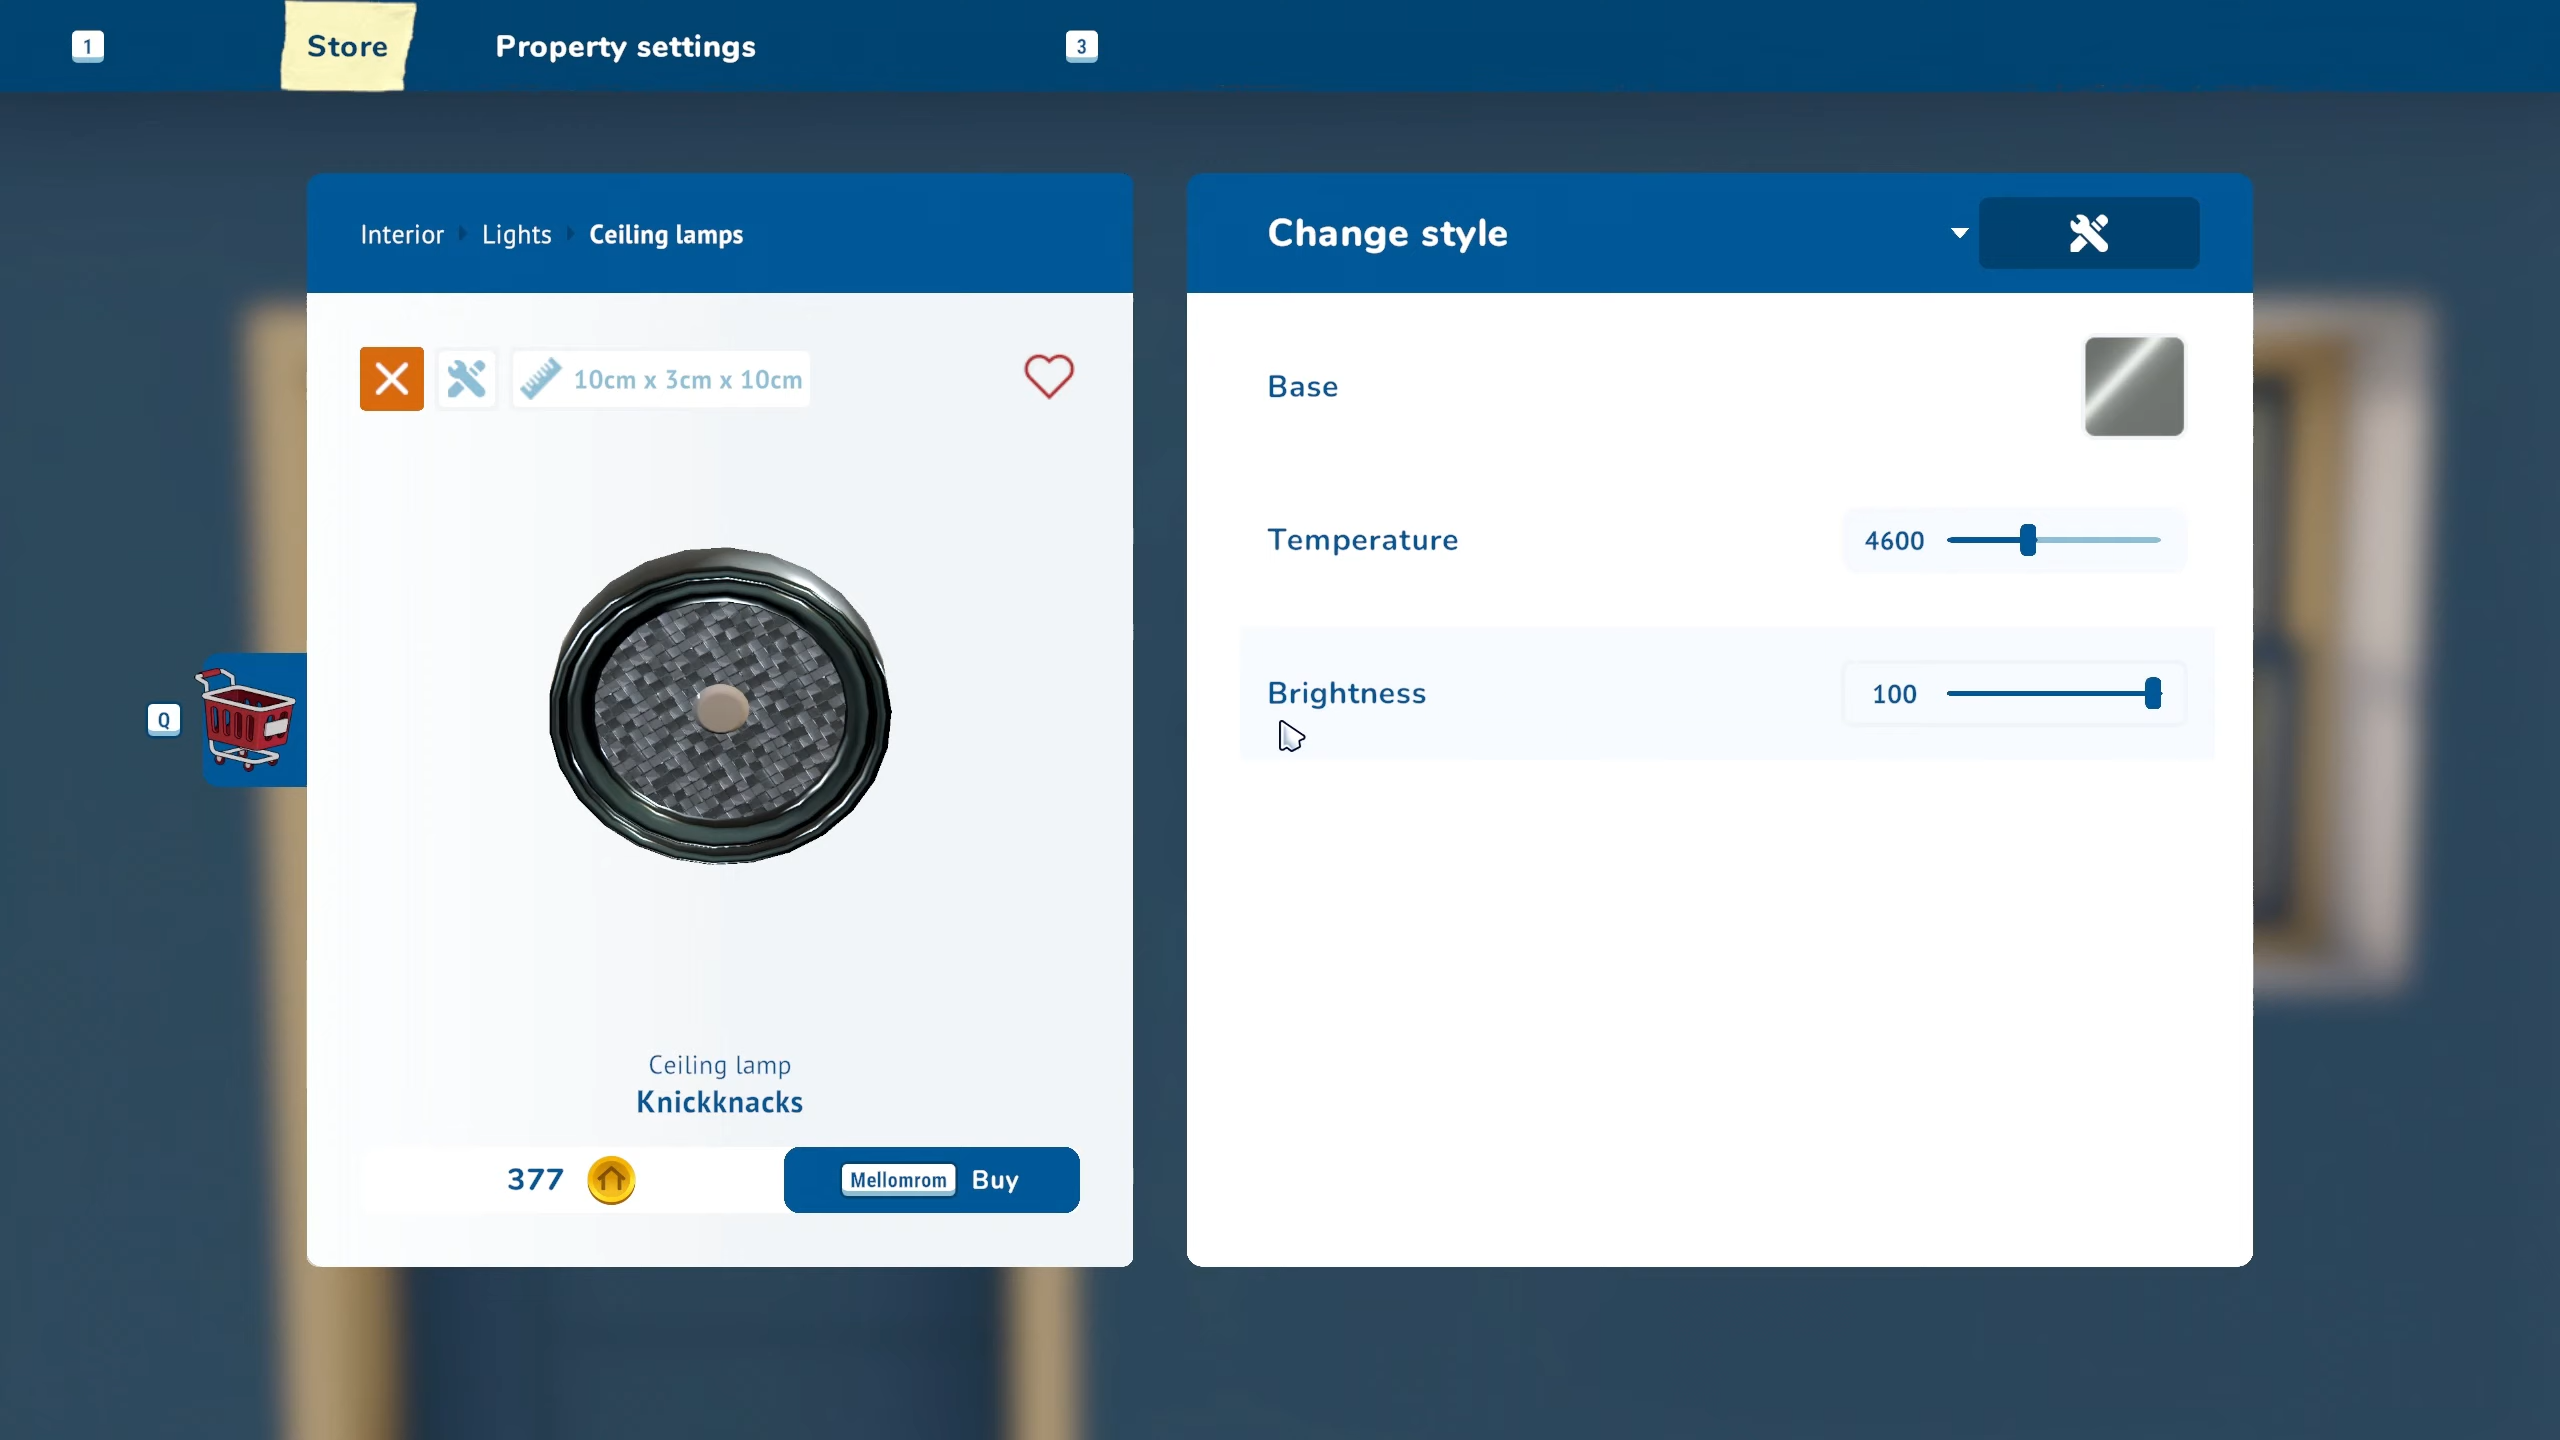 1
Store
Property settings
3
Interior
Lights
Ceiling lamps
10cm x 3cm x 10cm
Q
Ceiling lamp
Knickknacks
377
Mellomrom
Buy
Change style
Base
Temperature
4600
Brightness
100